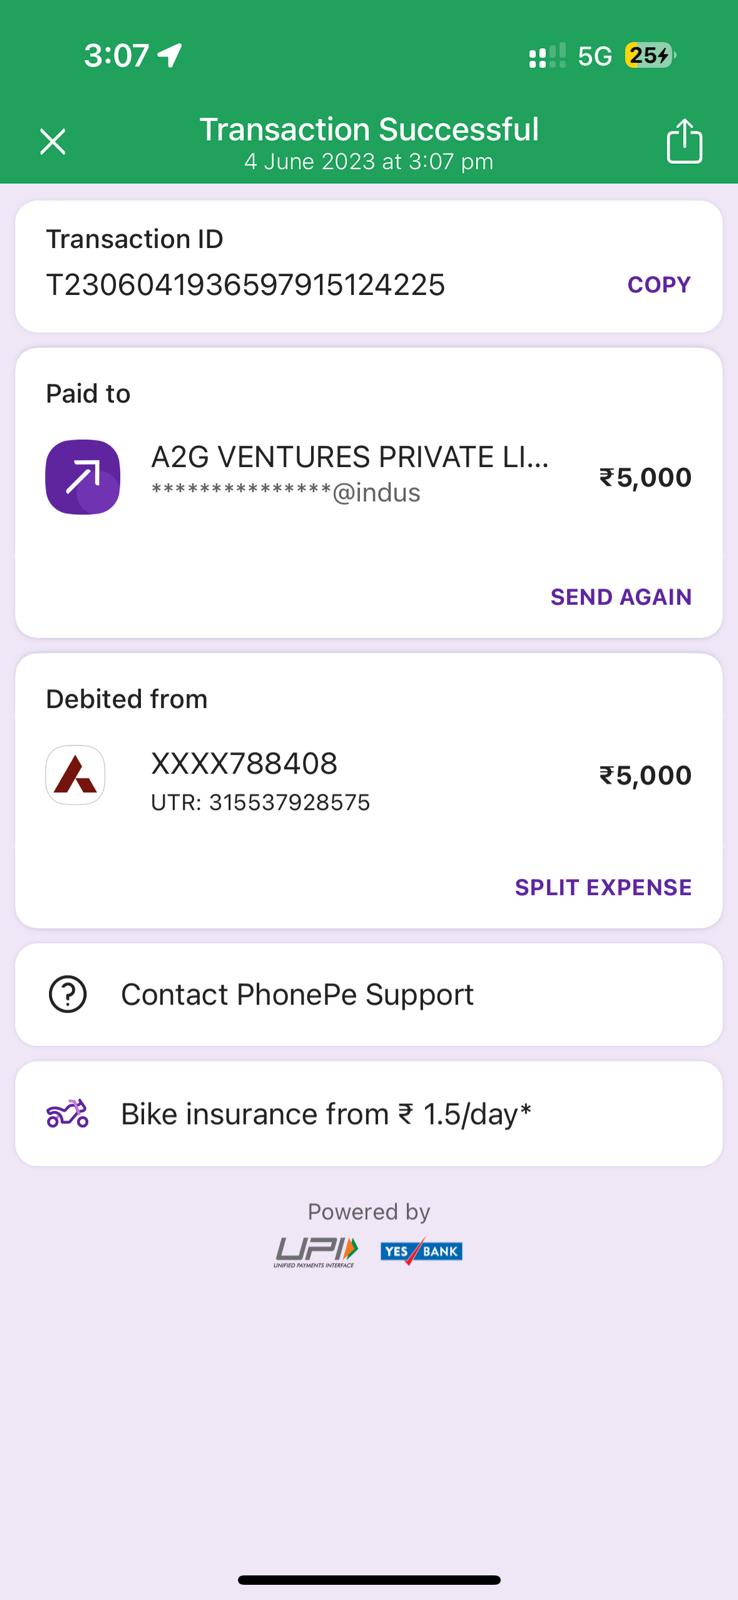 3:07
5G 25
Transaction Successful
4 June 2023 at 3:07 pm
Transaction ID
T2306041936597915124225
COPY
Paid to
A2G VENTURES PRIVATE LI...
***************@indus
₹5,000
SEND AGAIN
Debited from
XXXX788408
₹5,000
UTR: 315537928575
SPLIT EXPENSE
Contact PhonePe Support
Bike insurance from ₹ 1.5/day*
Powered by
UPI
UNIFIED PAYMENTS INTERFACE
YES BANK